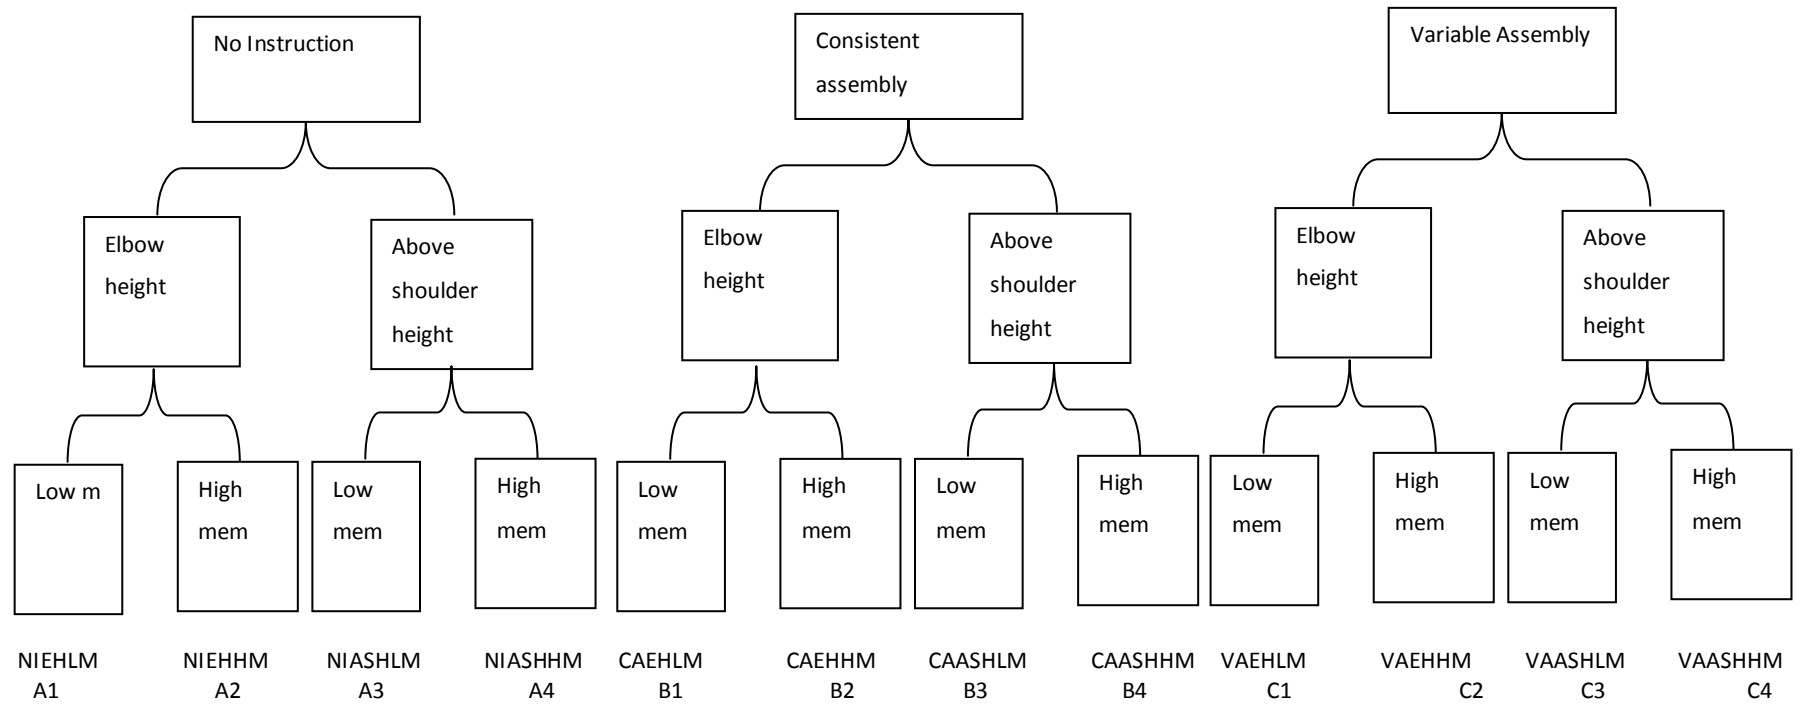 No Instruction
Consistent
assembly
Variable Assembly
Elbow
height
Above
shoulder
height
Elbow
height
Above
shoulder
height
Elbow
height
Above
shoulder
height
Low m
High
mem
Low
mem
High
mem
Low
mem
High
mem
Low
mem
High
mem
Low
mem
High
mem
Low
mem
High
mem
NIEHLM NIEHHM NIASHLM NIASHHM CAEHLM CAEHHM CAASHLM CAASHHM VAEHLM VAEHHM VAASHLM VAASHHM
A1 A2 A3 A4 B1 B2 B3 B4 C1 C2 C3 C4